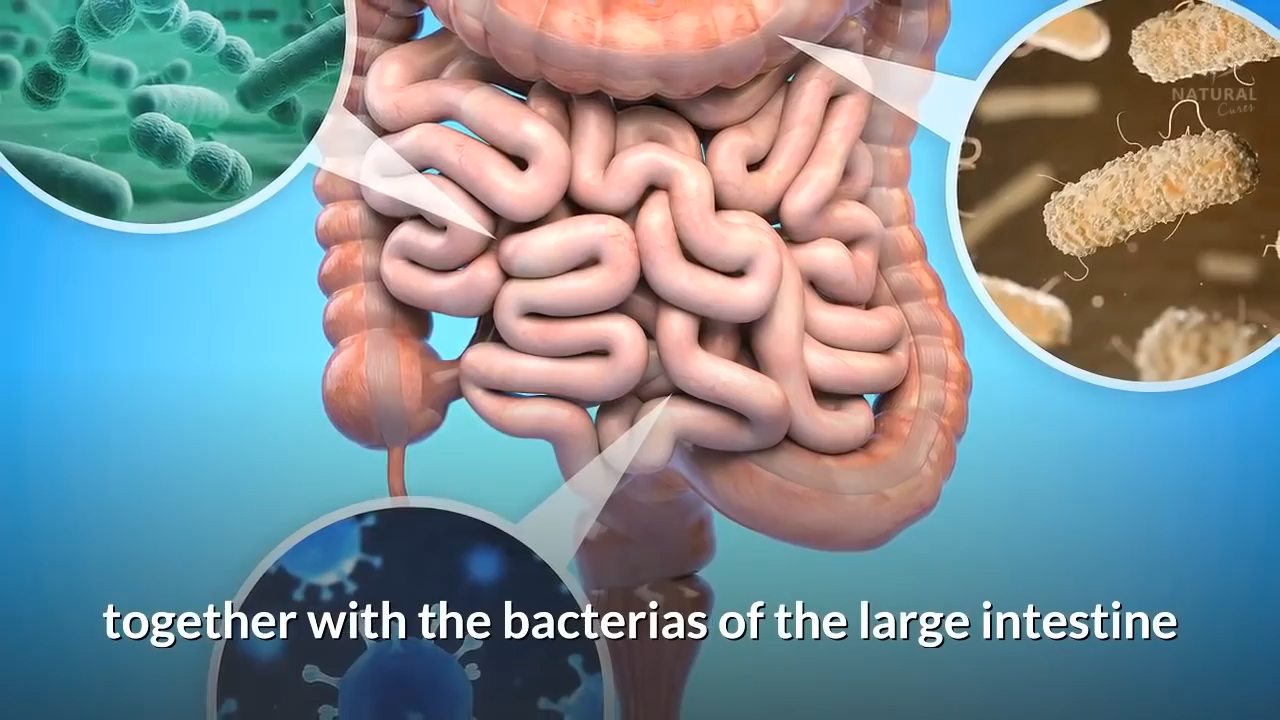 NATURAL
Cures
together with the bacterias of the large intestine